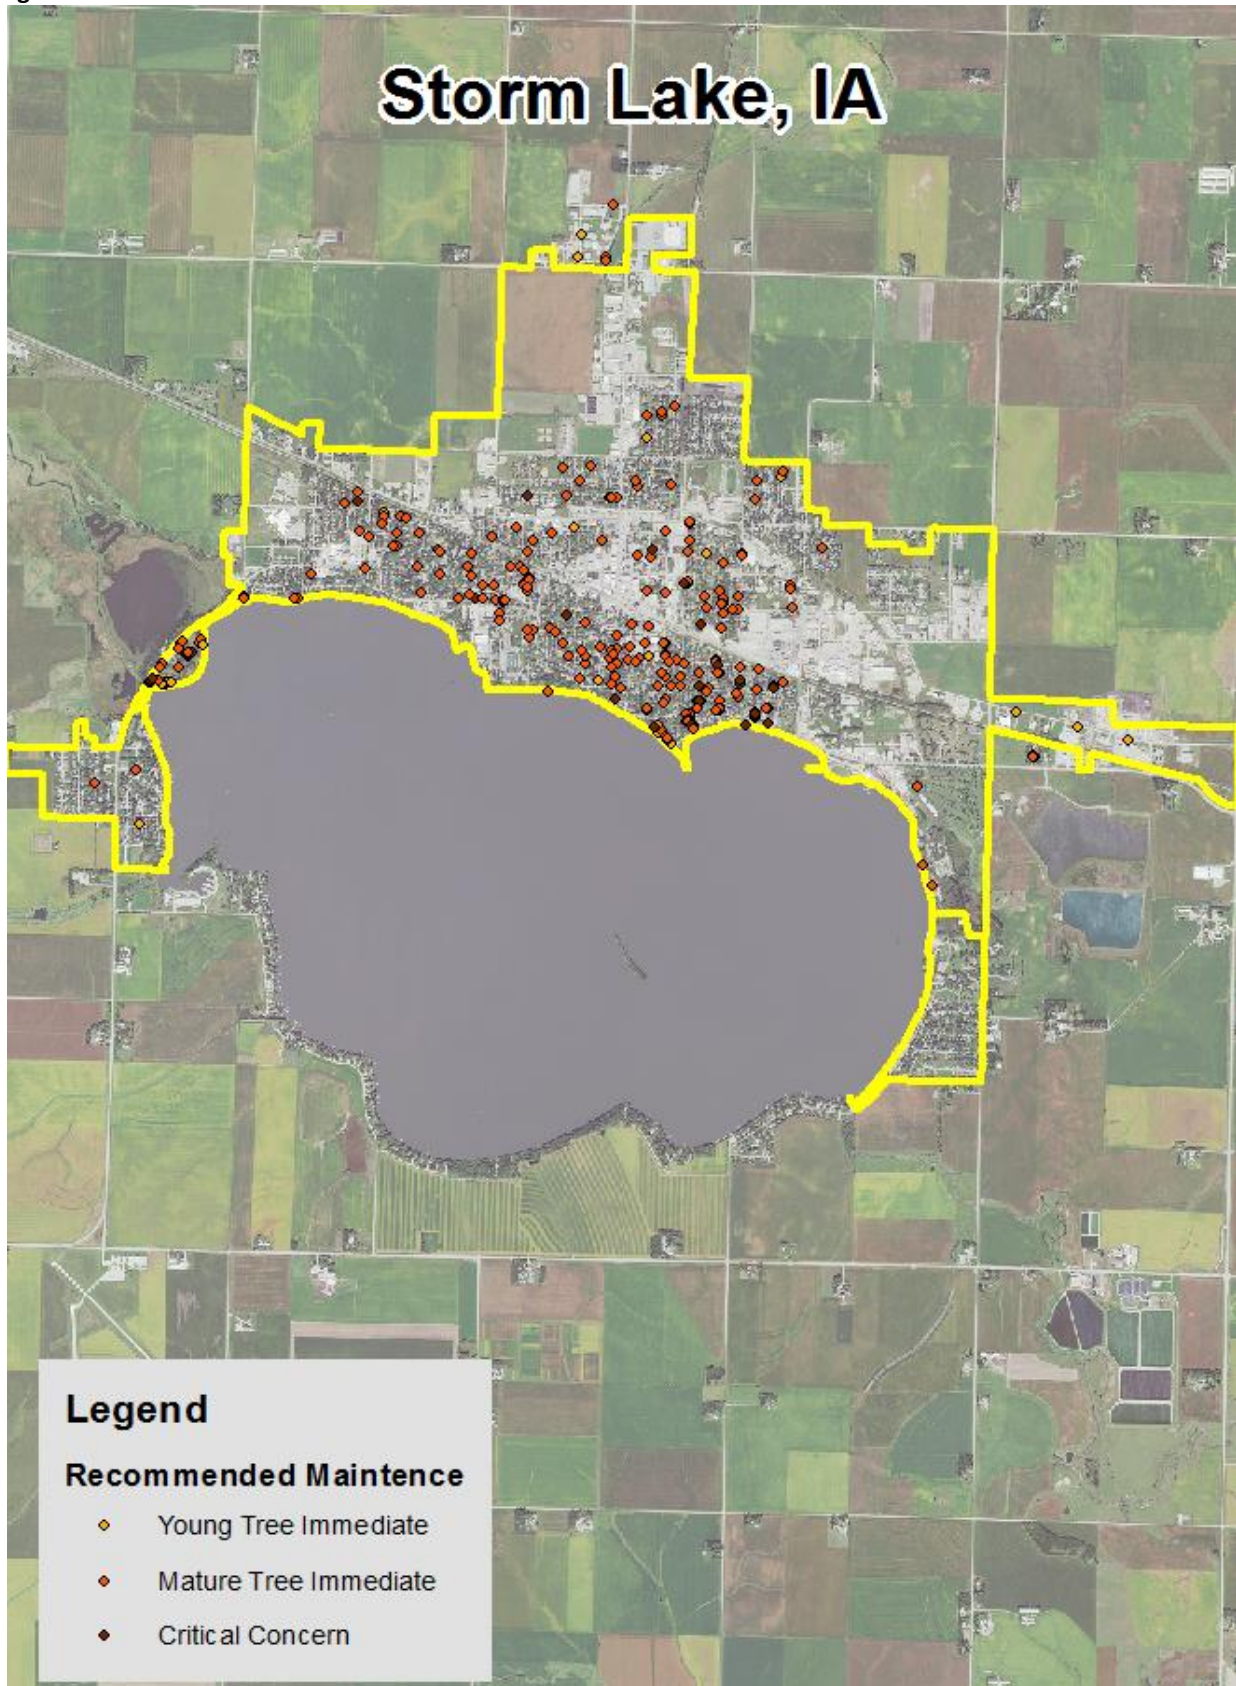 Storm Lake, IA
Legend
Recommended Maintence
Young Tree Immediate
Mature Tree Immediate
Critical Concern